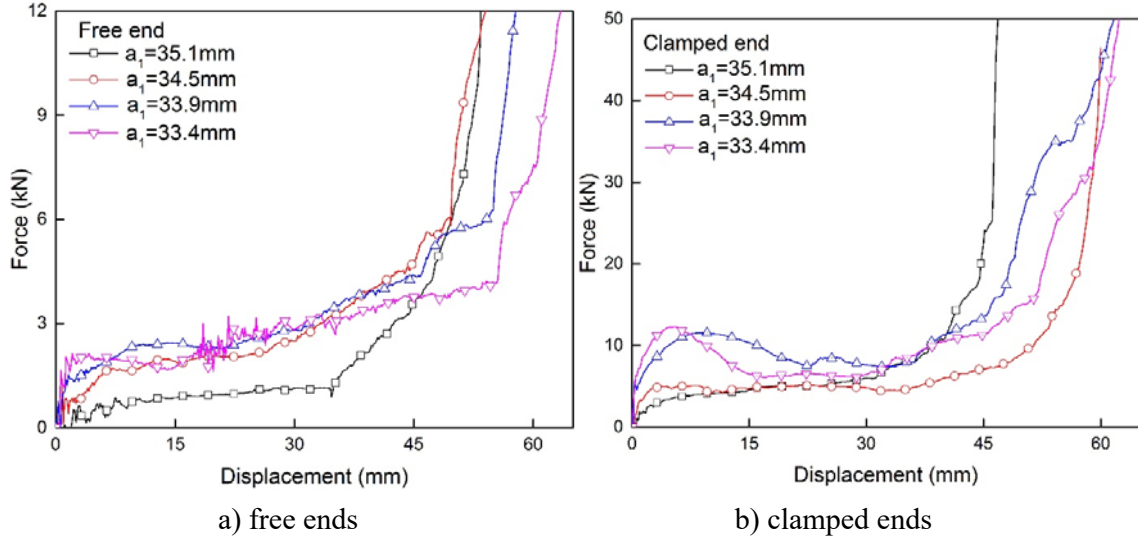 12
9
6
3
0
Force (kN)
Free end
a₁=35.1mm
a₁=34.5mm
a₁=33.9mm
a₁=33.4mm
0 15 30 45 60
Displacement (mm)
a) free ends
50
40
30
20
10
0
Force (kN)
Clamped end
a₁=35.1mm
a₁=34.5mm
a₁=33.9mm
a₁=33.4mm
0 15 30 45 60
Displacement (mm)
b) clamped ends